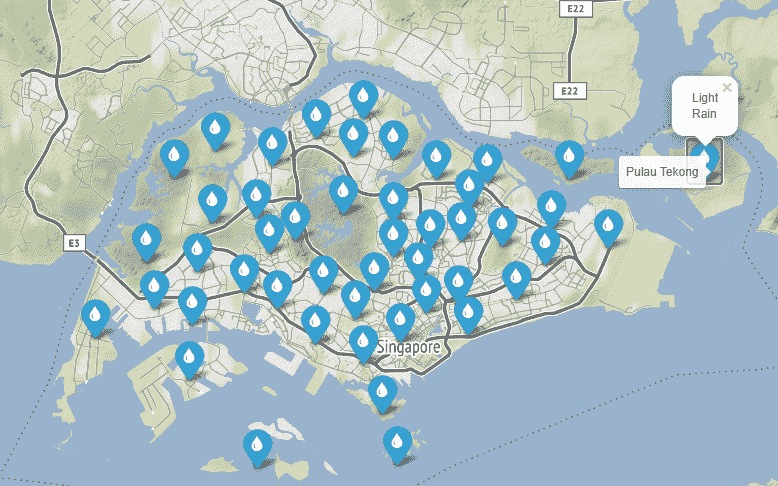 E22
E22
×
Light
Rain
Pulau Tekong
E3
Singapore